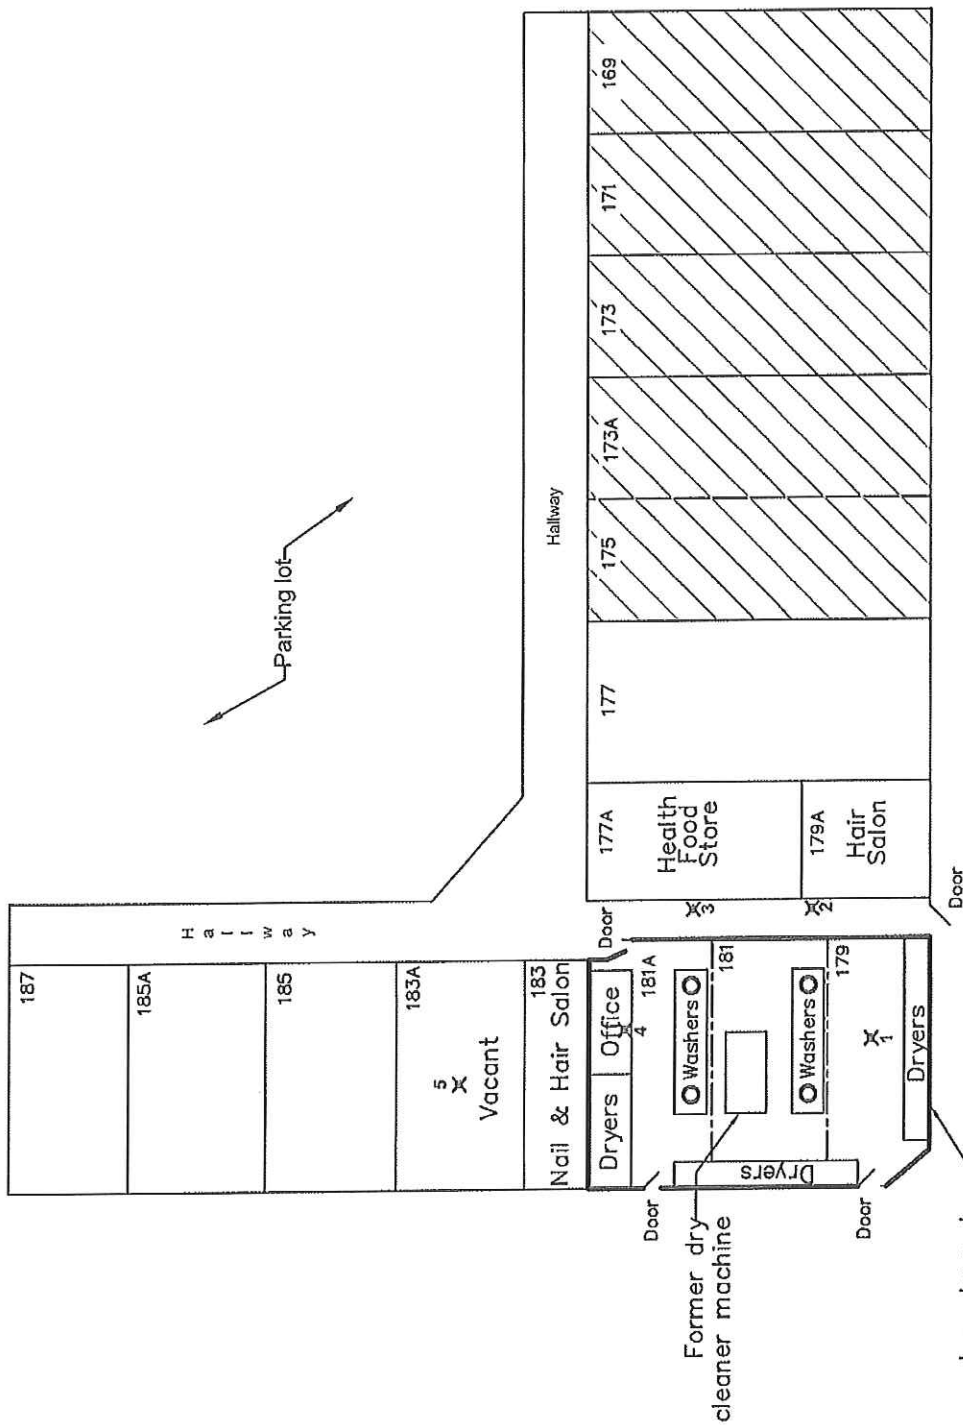 187
185A
185
183A
5
Vacant
183
Nail & Hair Salon
Hallway
Parking lot
Hallway
169
171
173
173A
175
177
177A
Health
Food
Store
179A
Hair
Salon
Door
Door
3
2
Dryers
Office
4
181A
Washers
181
Washers
179
1
Dryers
Dryers
Door
Door
Former dry
cleaner machine